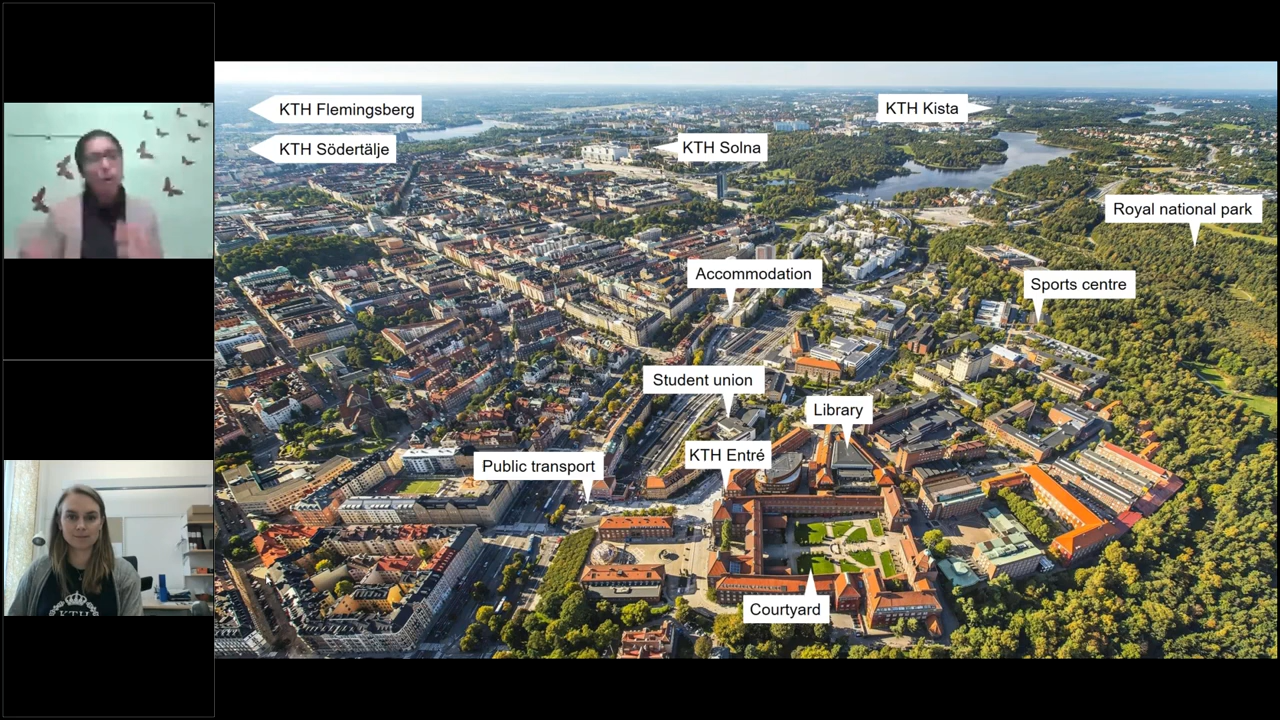 KTH Flemingsberg
KTH Kista
KTH Södertälje
KTH Solna
Royal national park
Accommodation
Sports centre
Student union
Library
KTH Entré
Public transport
KTH
Courtyard